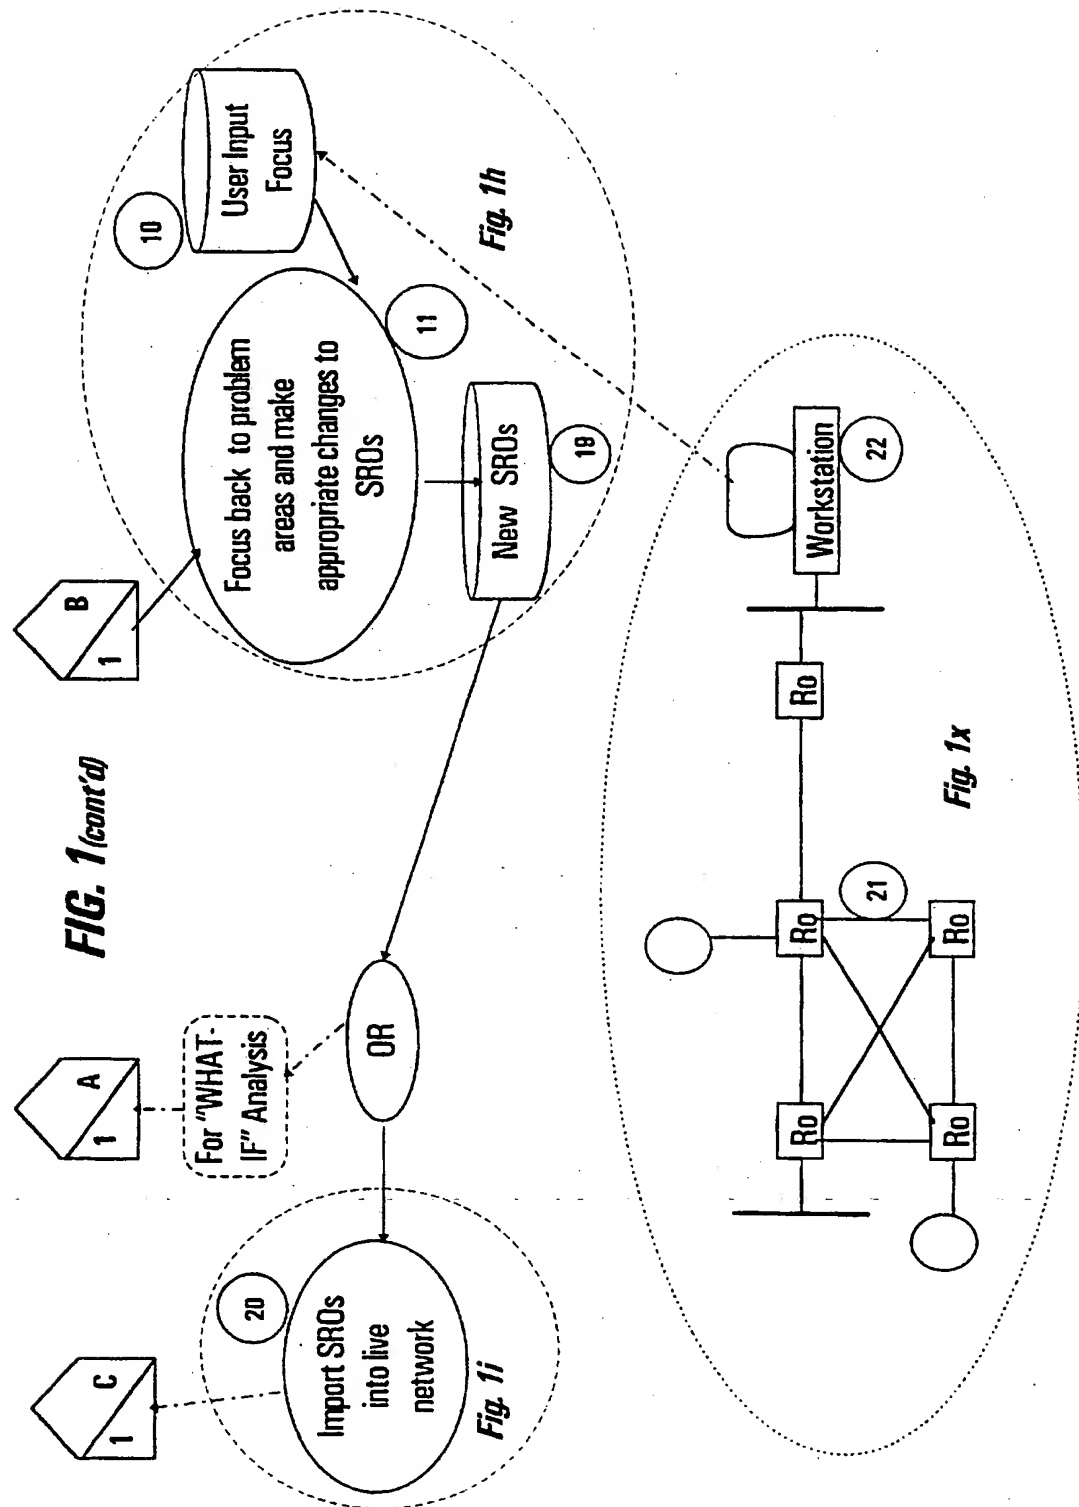 FIG. 1 (cont'd)
1 C
1 A
1 B
20
Import SROs
into live
network
Fig. 1i
For "WHAT-
IF" Analysis
OR
10
User Input
Focus
Focus back to problem
areas and make
appropriate changes to
SROs
11
New SROs
18
Fig. 1h
Ro
Ro
Ro
Ro
Ro
21
Workstation
22
Fig. 1x